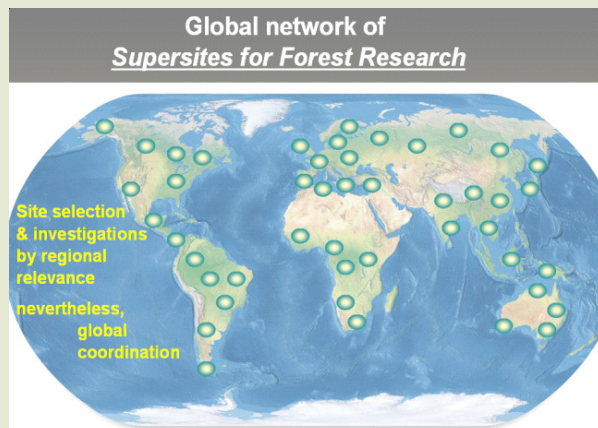 Global network of
Supersites for Forest Research
Site selection
& investigations
by regional
relevance
nevertheless,
global
coordination